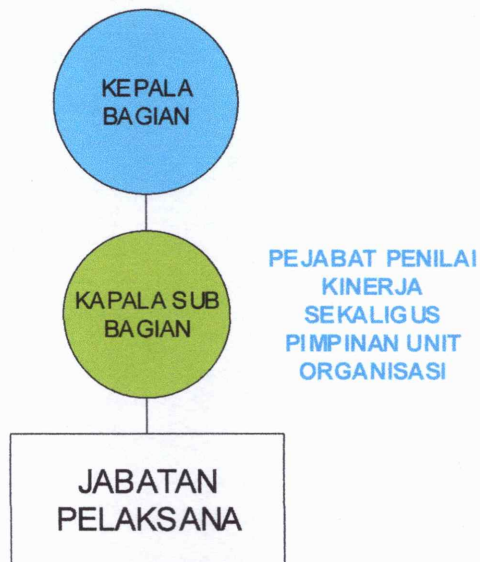 KEPALA
BAGIAN
KAPALA SUB
BAGIAN
PEJABAT PENILAI
KINERJA
SEKALIGUS
PIMPINAN UNIT
ORGANISASI
JABATAN
PELAKSANA